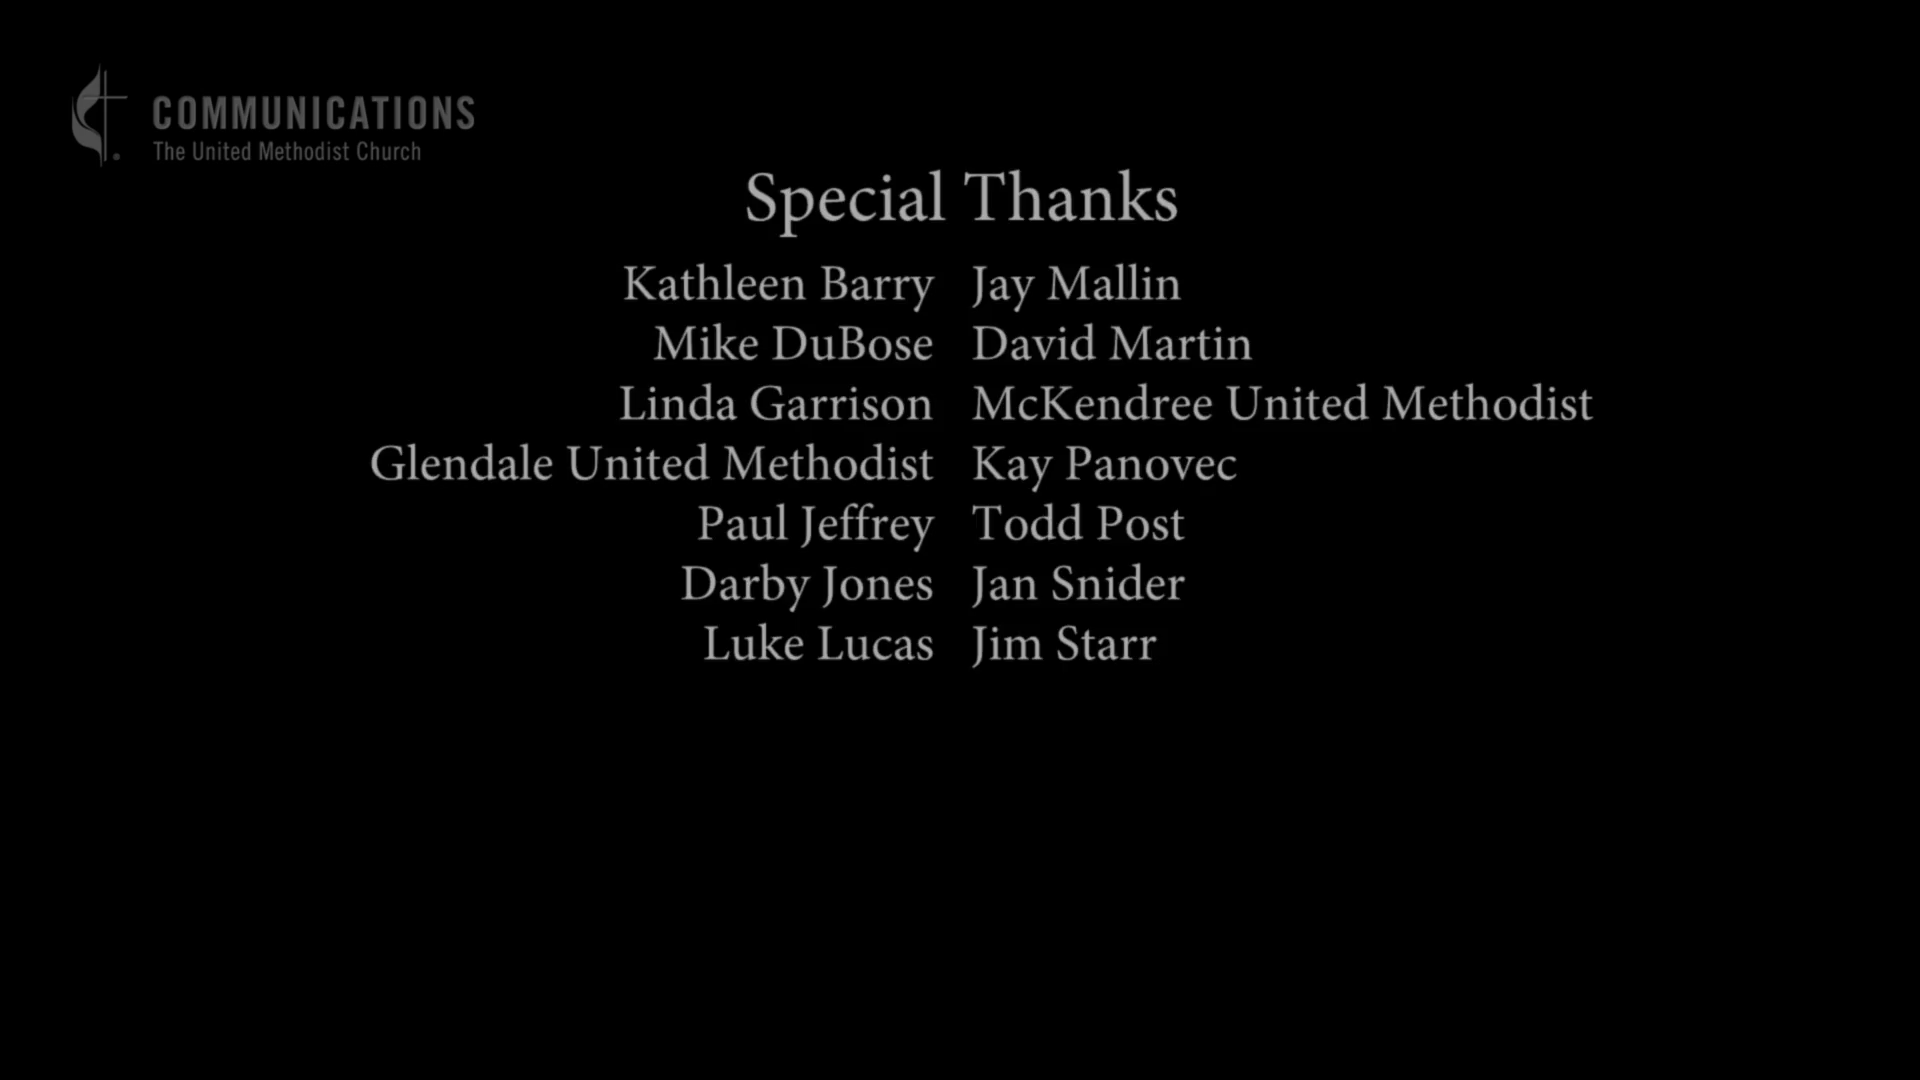 COMMUNICATIONS
The United Methodist Church
Special Thanks
Kathleen Barry Jay Mallin
Mike DuBose David Martin
Linda Garrison McKendree United Methodist
Glendale United Methodist Kay Panovec
Paul Jeffrey Todd Post
Darby Jones Jan Snider
Luke Lucas Jim Starr